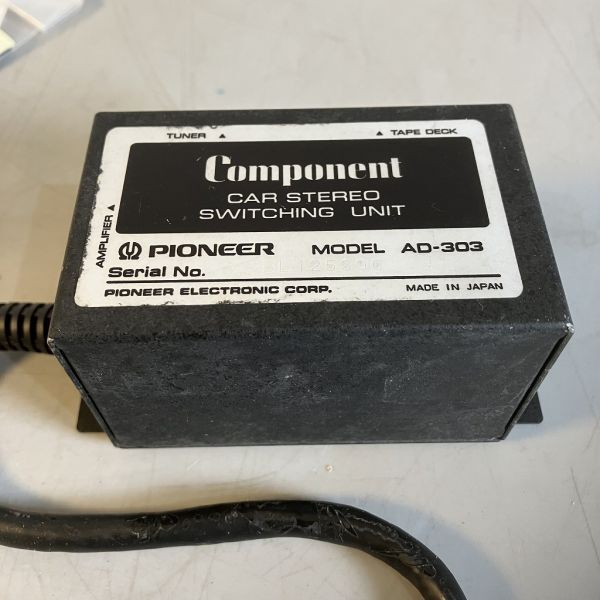 TUNER ▲ ▲ TAPE DECK
AMPLIFIER ▲
Component
CAR STEREO
SWITCHING UNIT
PIONEER MODEL AD-303
Serial No.
PIONEER ELECTRONIC CORP. MADE IN JAPAN